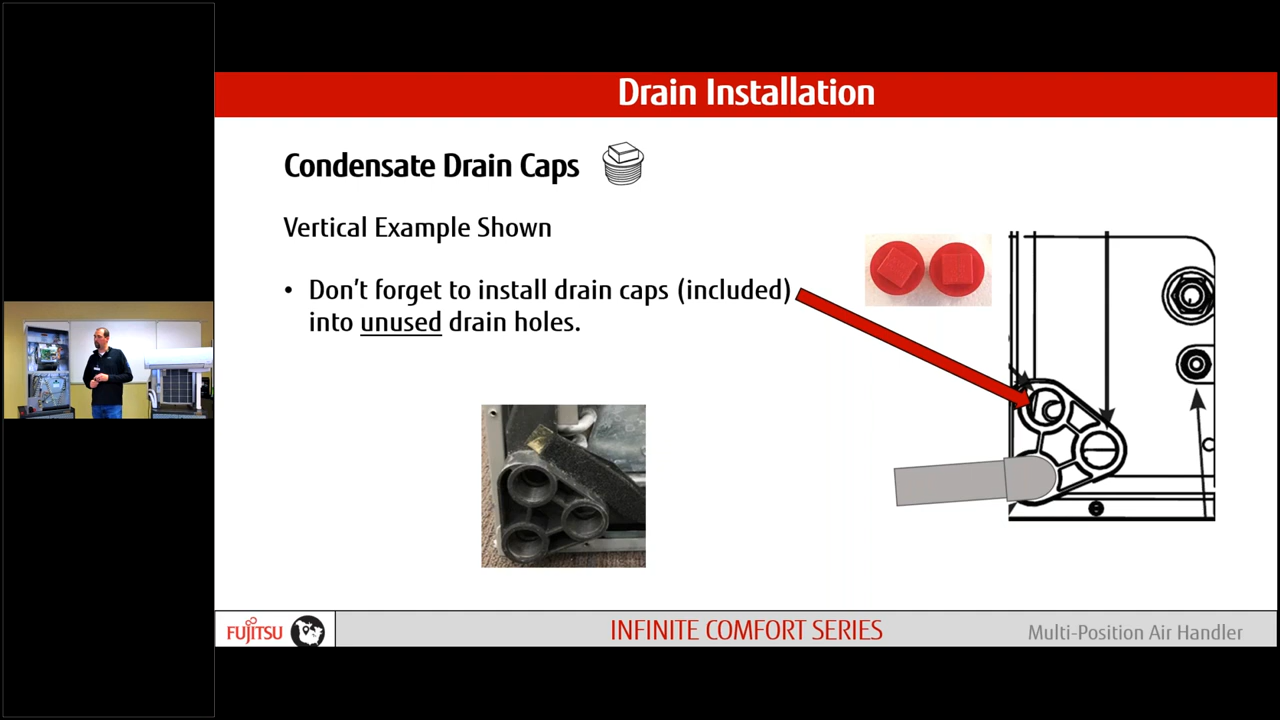 Drain Installation
Condensate Drain Caps
Vertical Example Shown
• Don't forget to install drain caps (included)
into unused drain holes.
FUJITSU
INFINITE COMFORT SERIES
Multi-Position Air Handler